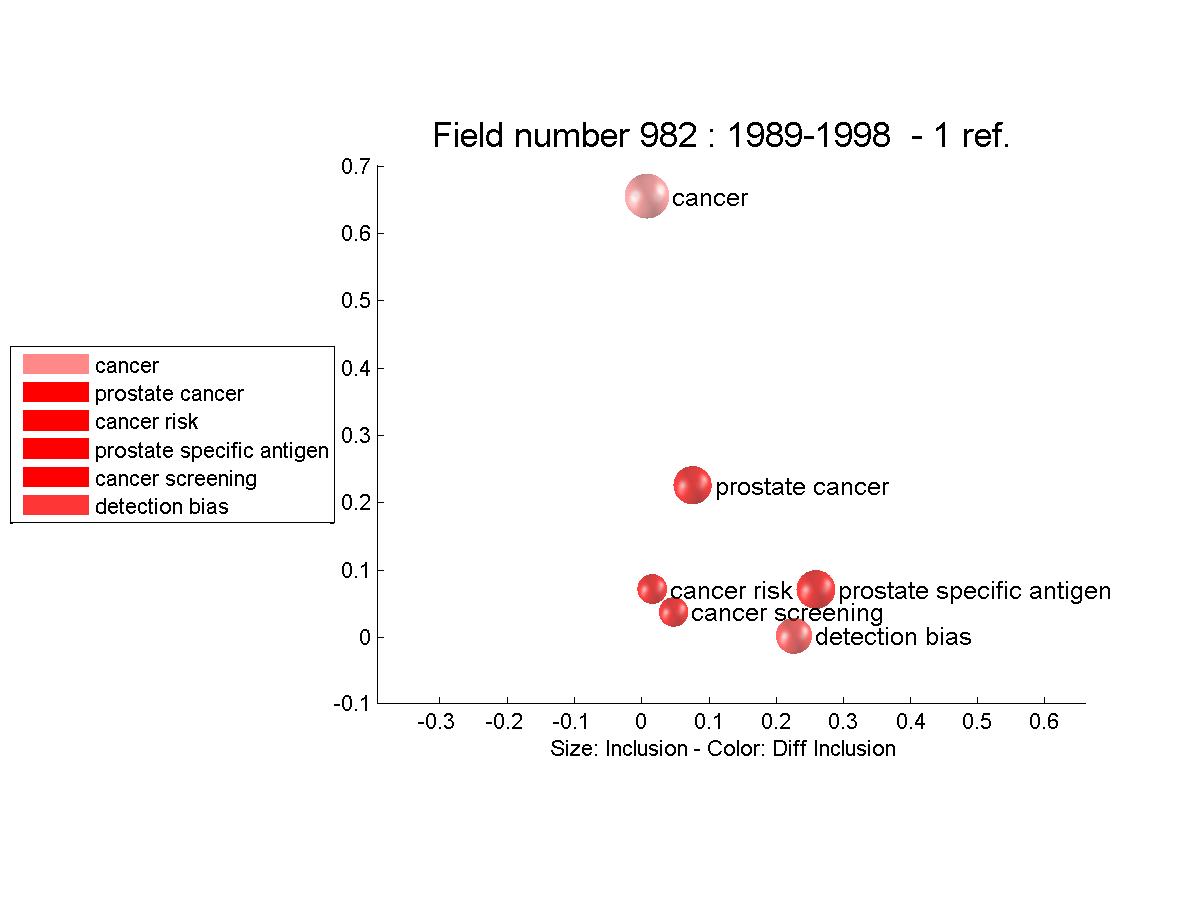 Field number 982 : 1989-1998  - 1 ref.
0.7
0.6
0.5
0.4
0.3
0.2
0.1
0
-0.1
-0.3
-0.2
-0.1
0
0.1
0.2
0.3
0.4
0.5
0.6
Size: Inclusion - Color: Diff Inclusion
cancer
prostate cancer
cancer risk
prostate specific antigen
cancer screening
detection bias
cancer
prostate cancer
cancer risk
prostate specific antigen
cancer screening
detection bias